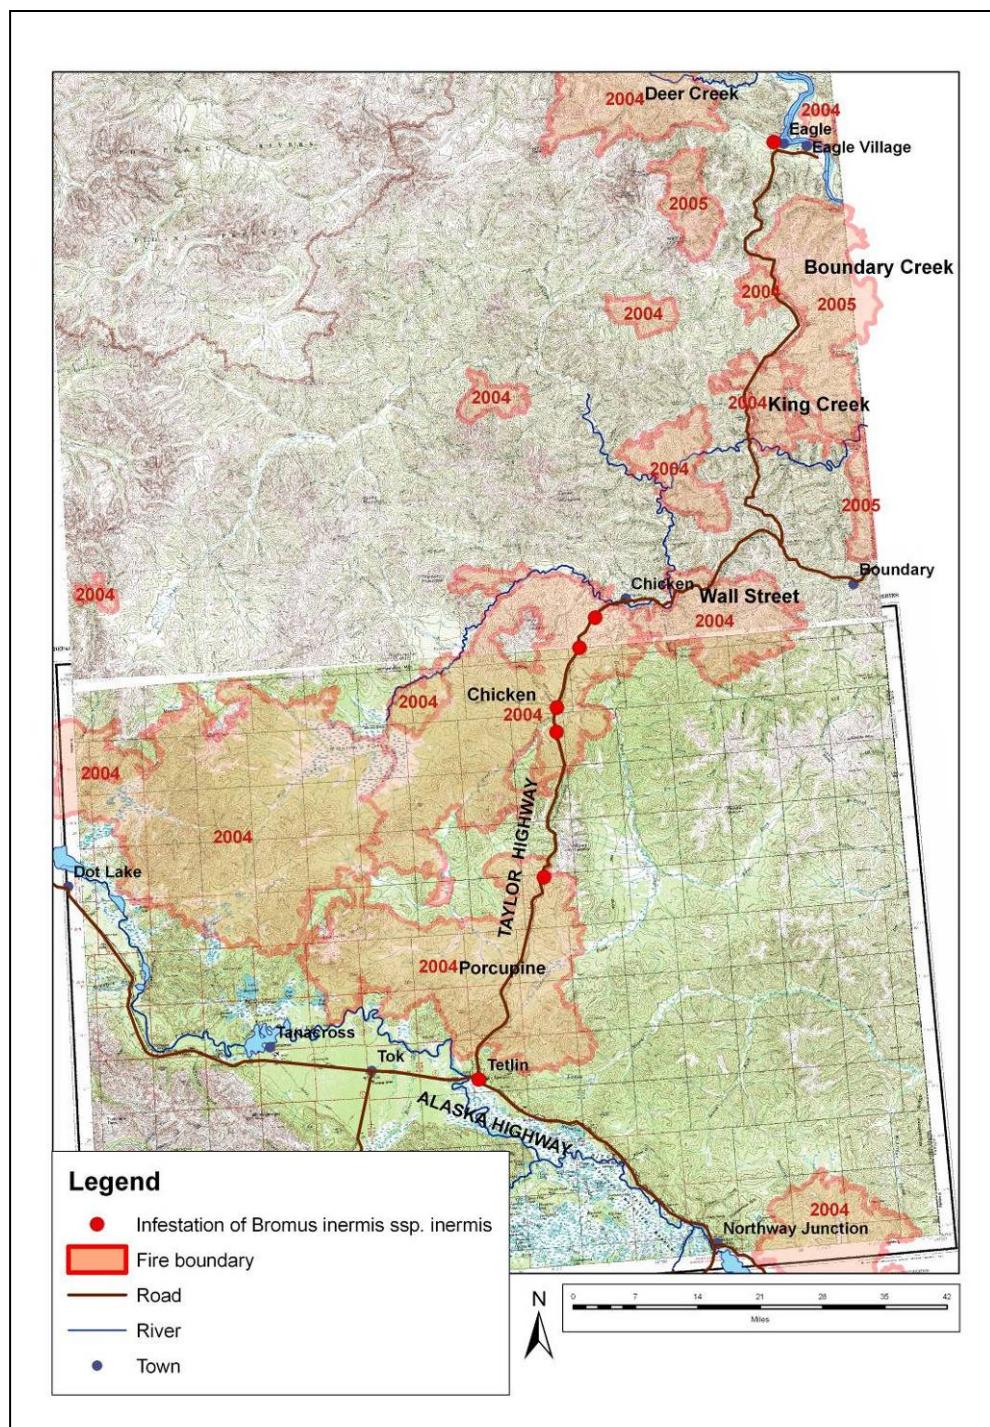 2004
Deer Creek
2004
Eagle
Eagle Village
2005
Boundary Creek
2004
2005
2004
2004
2004
King Creek
2004
2005
2004
Chicken
Boundary
Wall Street
2004
Chicken
2004
2004
2004
2004
TAYLOR HIGHWAY
Dot Lake
2004
Porcupine
Tanacross
Tok
Tetlin
ALASKA HIGHWAY
2004
Northway Junction
Legend
Infestation of Bromus inermis ssp. inermis
Fire boundary
Road
River
Town
N
0 7 14 21 28 35 42
Miles